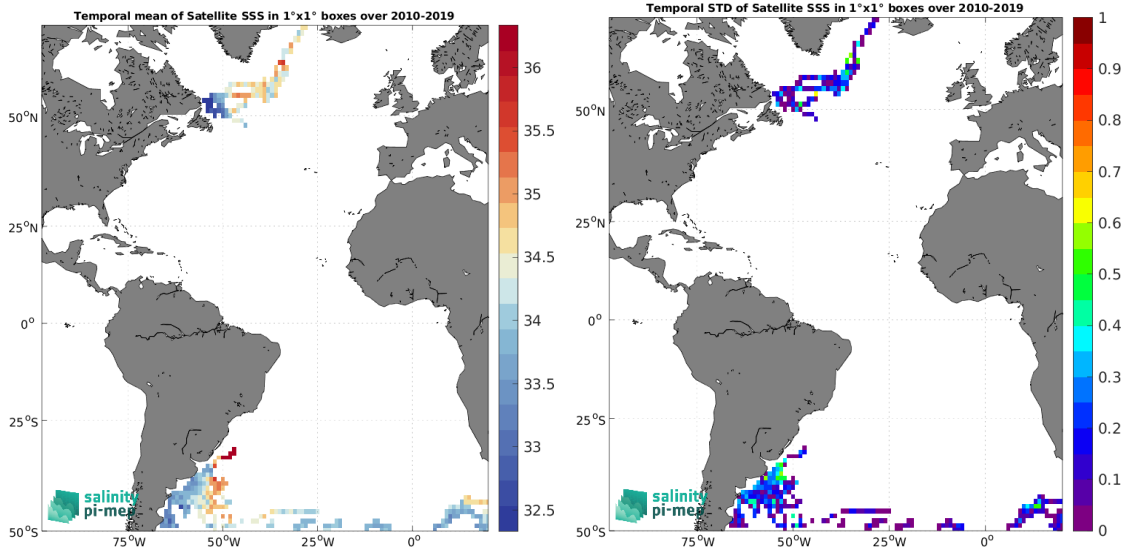 Temporal mean of Satellite SSS in 1°x1° boxes over 2010-2019
50°N
25°N
0°
25°S
50°S
75°W
50°W
25°W
0°
36
35.5
35
34.5
34
33.5
33
32.5
salinity
pi-mep
Temporal STD of Satellite SSS in 1°x1° boxes over 2010-2019
50°N
25°N
0°
25°S
50°S
75°W
50°W
25°W
0°
1
0.9
0.8
0.7
0.6
0.5
0.4
0.3
0.2
0.1
0
salinity
pi-mep